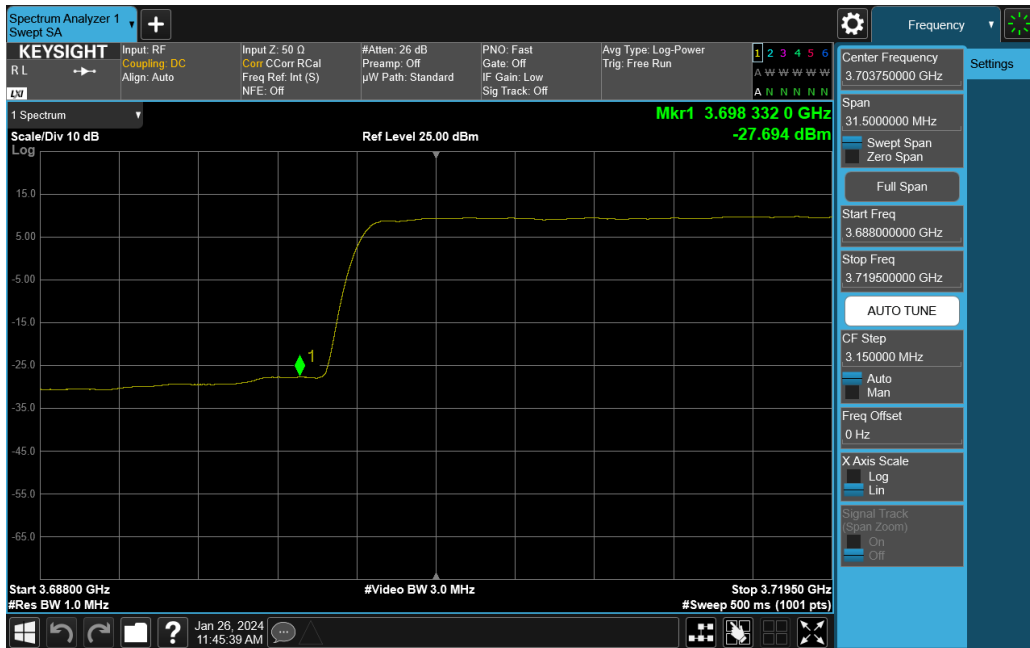 Spectrum Analyzer 1
Swept SA
Frequency
KEYSIGHT
R L
LXI
Input: RF
Coupling: DC
Align: Auto
Input Z: 50 Ω
Corr CCorr RCal
Freq Ref: Int (S)
NFE: Off
#Atten: 26 dB
Preamp: Off
µW Path: Standard
PNO: Fast
Gate: Off
IF Gain: Low
Sig Track: Off
Avg Type: Log-Power
Trig: Free Run
1 2 3 4 5 6
A W W W W W
A N N N N N
1 Spectrum
Scale/Div 10 dB
Ref Level 25.00 dBm
Mkr1 3.698 332 0 GHz
-27.694 dBm
Log
15.0
5.00
-5.00
-15.0
-25.0
-35.0
-45.0
-55.0
-65.0
1
Start 3.68800 GHz
#Res BW 1.0 MHz
#Video BW 3.0 MHz
Stop 3.71950 GHz
#Sweep 500 ms (1001 pts)
Center Frequency
3.703750000 GHz
Settings
Span
31.5000000 MHz
Swept Span
Zero Span
Full Span
Start Freq
3.688000000 GHz
Stop Freq
3.719500000 GHz
AUTO TUNE
CF Step
3.150000 MHz
Auto
Man
Freq Offset
0 Hz
X Axis Scale
Log
Lin
Signal Track
(Span Zoom)
On
Off
?
Jan 26, 2024
11:45:39 AM